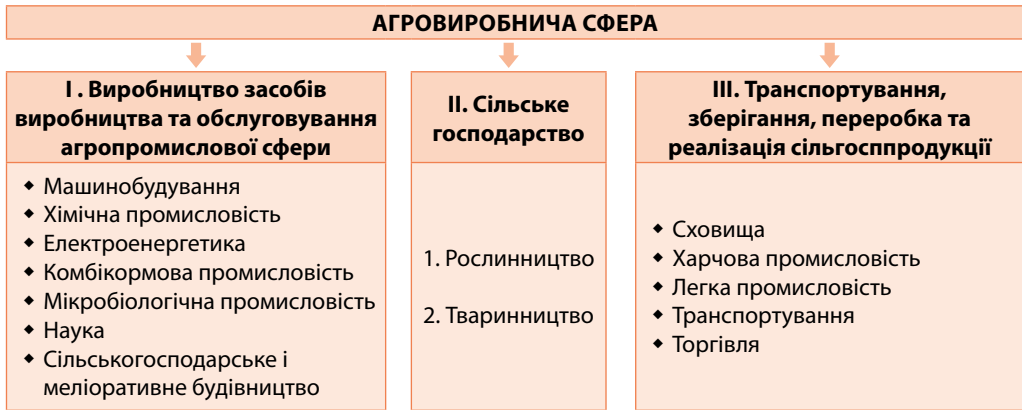 АГРОВИРОБНИЧА СФЕРА
I . Виробництво засобів
виробництва та обслуговування
агропромислової сфери
◆ Машинобудування
◆ Хімічна промисловість
◆ Електроенергетика
◆ Комбікормова промисловість
◆ Мікробіологічна промисловість
◆ Наука
◆ Сільськогосподарське і
меліоративне будівництво
II. Сільське
господарство
1. Рослинництво
2. Тваринництво
III. Транспортування,
зберігання, переробка та
реалізація сільгосппродукції
◆ Сховища
◆ Харчова промисловість
◆ Легка промисловість
◆ Транспортування
◆ Торгівля